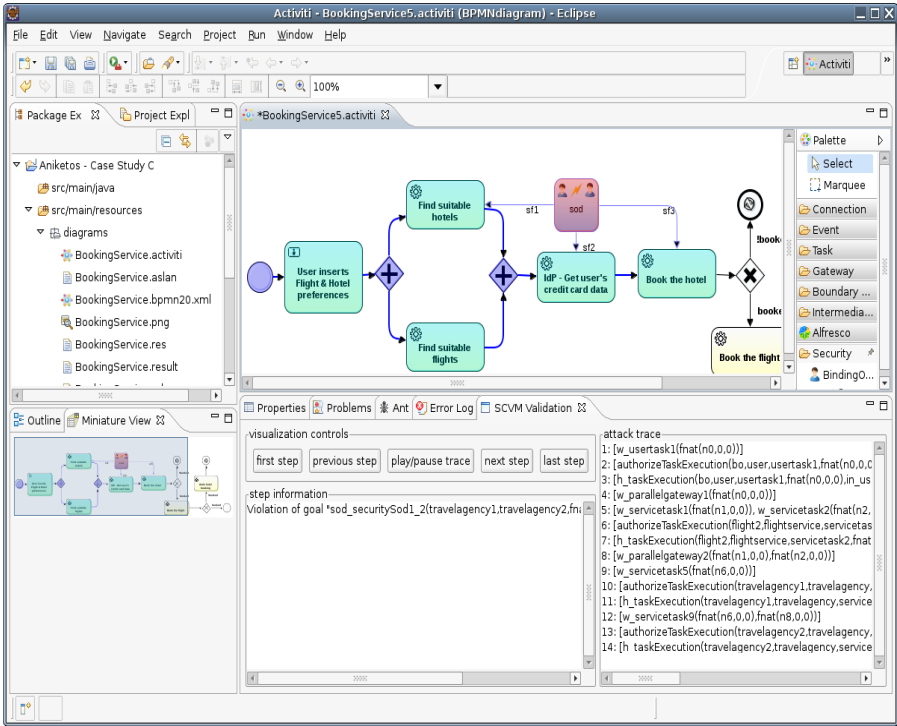 Activiti - BookingService5.activiti (BPMNdiagram) - Eclipse
File Edit View Navigate Search Project Run Window Help
Activiti
»
100%
Package Ex
Project Expl
Aniketos - Case Study C
src/main/java
src/main/resources
diagrams
BookingService.activiti
BookingService.aslan
BookingService.bpmn20.xml
BookingService.png
BookingService.res
BookingService.result
Outline
Miniature View
*BookingService5.activiti
User inserts
Flight & Hotel
preferences
Find suitable
hotels
Find suitable
flights
sod
sf1
sf2
sf3
IdP - Get user's
credit card data
Book the hotel
!booke
booke
Book the flight
Palette
Select
Marquee
Connection
Event
Task
Gateway
Boundary ...
Intermedia...
Alfresco
Security
BindingO...
Properties
Problems
Ant
Error Log
SCVM Validation
visualization controls
first step
previous step
play/pause trace
next step
last step
step information
Violation of goal "sod_securitySod1_2(travelagency1,travelagency2,fna
attack trace
1: [w_usertask1(fnat(n0,0,0))]
2: [authorizeTaskExecution(bo,user,usertask1,fnat(n0,0,0
3: [h_taskExecution(bo,user,usertask1,fnat(n0,0,0),in_us
4: [w_parallelgateway1(fnat(n0,0,0))]
5: [w_servicetask1(fnat(n1,0,0)), w_servicetask2(fnat(n2,
6: [authorizeTaskExecution(flight2,flightservice,servicetas
7: [h_taskExecution(flight2,flightservice,servicetask2,fnat
8: [w_parallelgateway2(fnat(n1,0,0),fnat(n2,0,0))]
9: [w_servicetask5(fnat(n6,0,0))]
10: [authorizeTaskExecution(travelagency1,travelagency,
11: [h_taskExecution(travelagency1,travelagency,service
12: [w_servicetask9(fnat(n6,0,0),fnat(n8,0,0))]
13: [authorizeTaskExecution(travelagency2,travelagency,
14: [h_taskExecution(travelagency2,travelagency,service